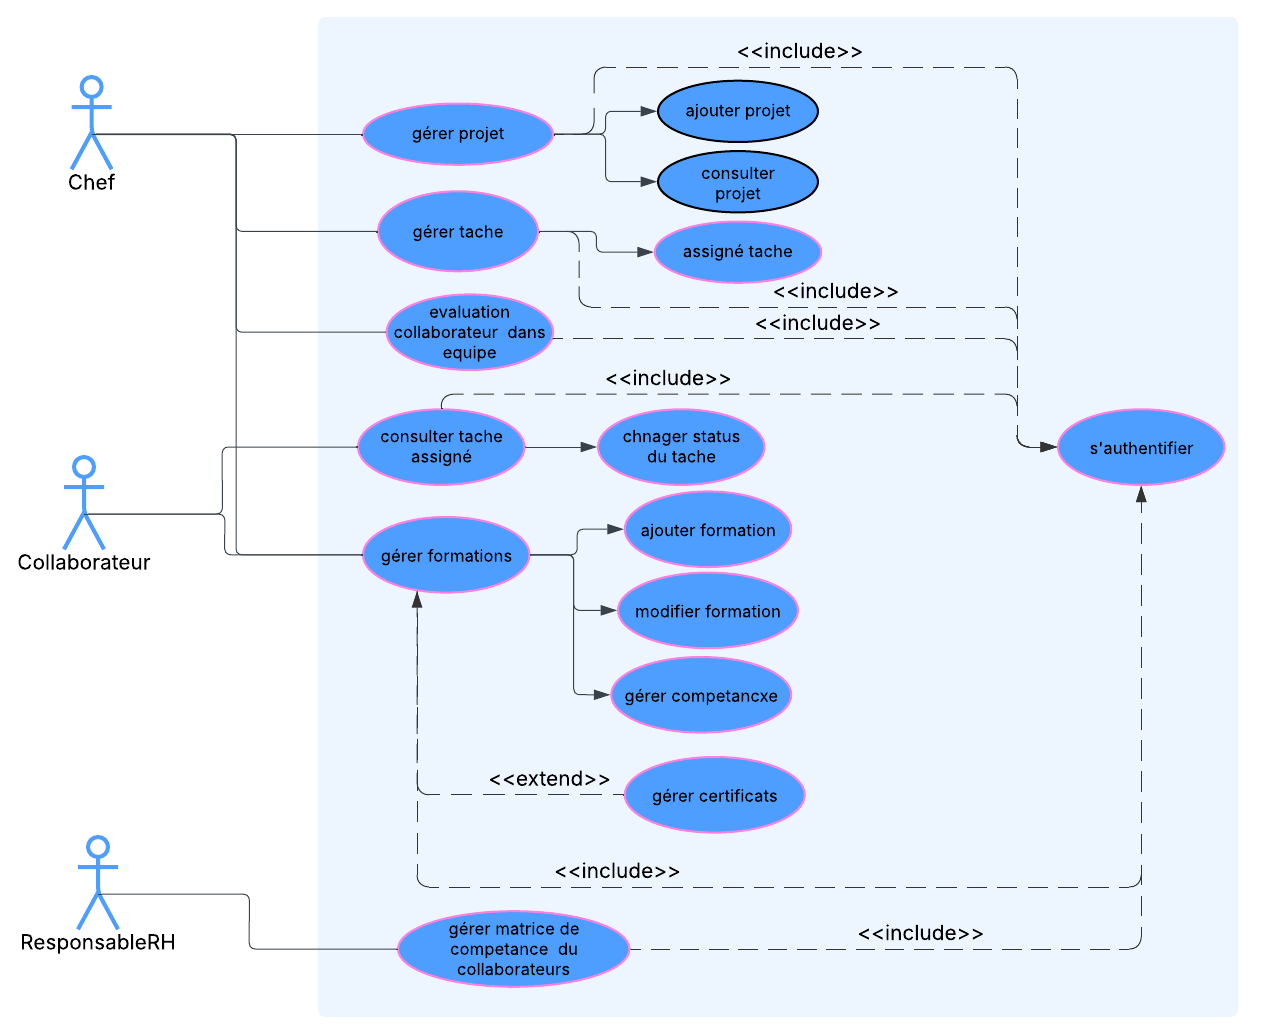 <<include>>
ajouter projet
gérer projet
consulter
projet
Chef
gérer tache
assigné tache
<<include>>
evaluation
collaborateur dans
equipe
<<include>>
<<include>>
consulter tache
assigné
chnager status
du tache
s'authentifier
Collaborateur
ajouter formation
gérer formations
modifier formation
gérer competancxe
<<extend>>
gérer certificats
<<include>>
ResponsableRH
gérer matrice de
competance du
collaborateurs
<<include>>